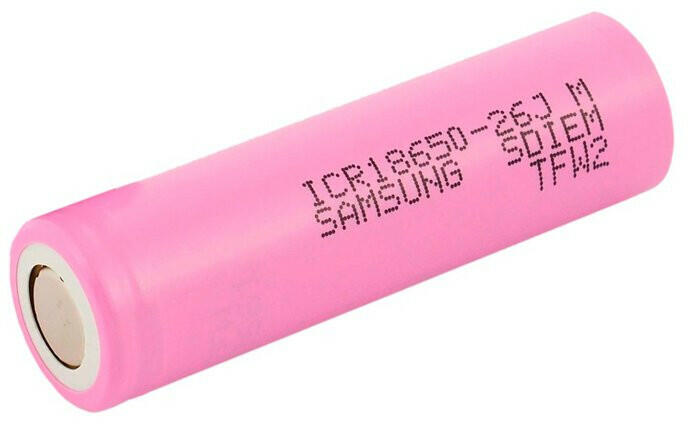 ICR18650-26J M
SAMSUNG SDIEM
TFW2